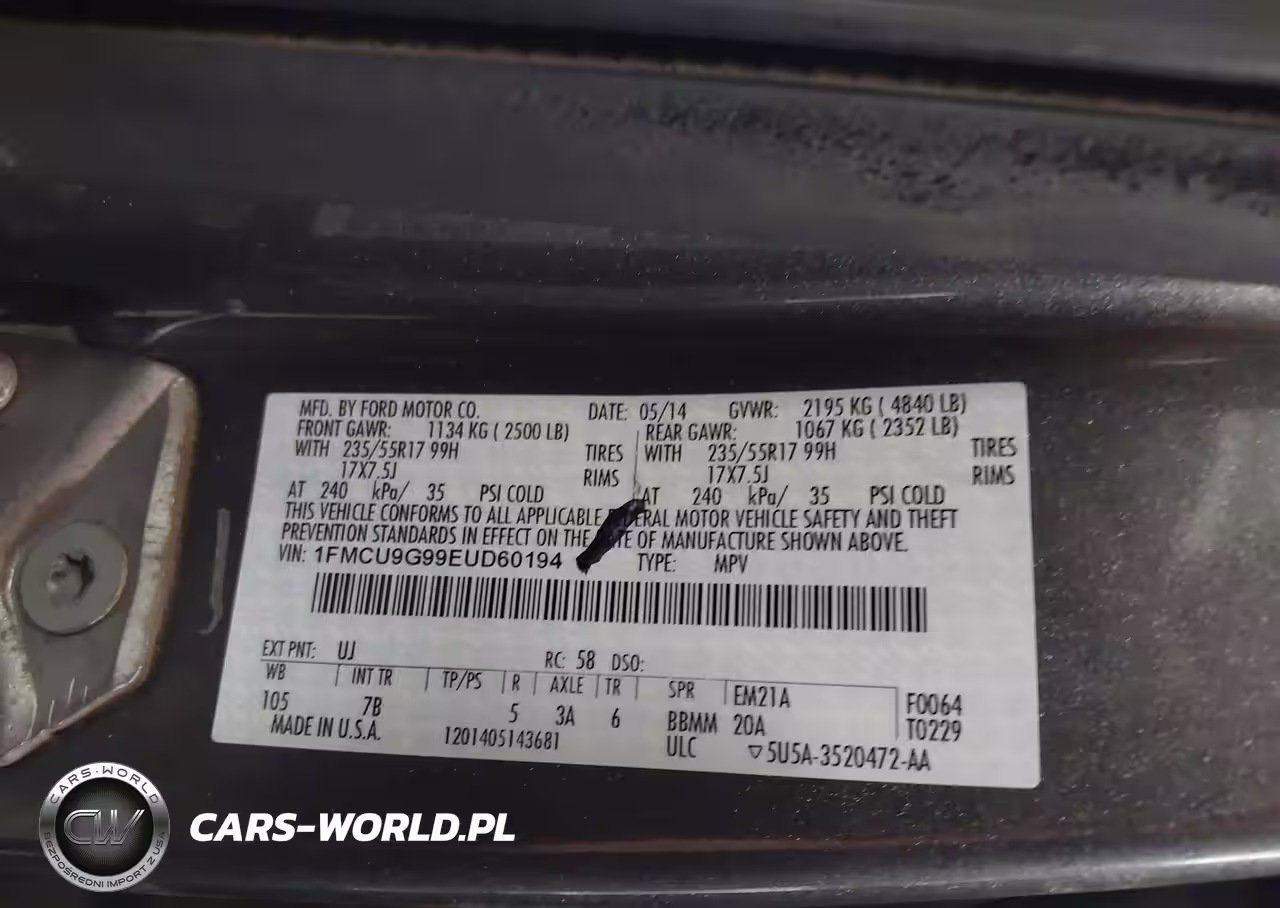 MFD. BY FORD MOTOR CO. DATE: 05/14 GVWR: 2195 KG ( 4840 LB)
FRONT GAWR: 1134 KG ( 2500 LB) REAR GAWR: 1067 KG ( 2352 LB)
WITH 235/55R17 99H TIRES WITH 235/55R17 99H TIRES
17X7.5J RIMS 17X7.5J RIMS
AT 240 kPa/ 35 PSI COLD AT 240 kPa/ 35 PSI COLD
THIS VEHICLE CONFORMS TO ALL APPLICABLE MOTOR VEHICLE SAFETY AND THEFT
PREVENTION STANDARDS IN EFFECT ON THE OF MANUFACTURE SHOWN ABOVE.
VIN: 1FMCU9G99EUD60194 TYPE: MPV
EXT PNT: UJ RC: 58 DSO:
WB INT TR TP/PS R AXLE TR SPR EM21A F0064
105 7B 5 3A 6 BBMM 20A T0229
MADE IN U.S.A. 1201405143681 ULC ▽5U5A-3520472-AA
CARS-WORLD
CW
BEZPOŚREDNI IMPORT Z USA
CARS-WORLD.PL